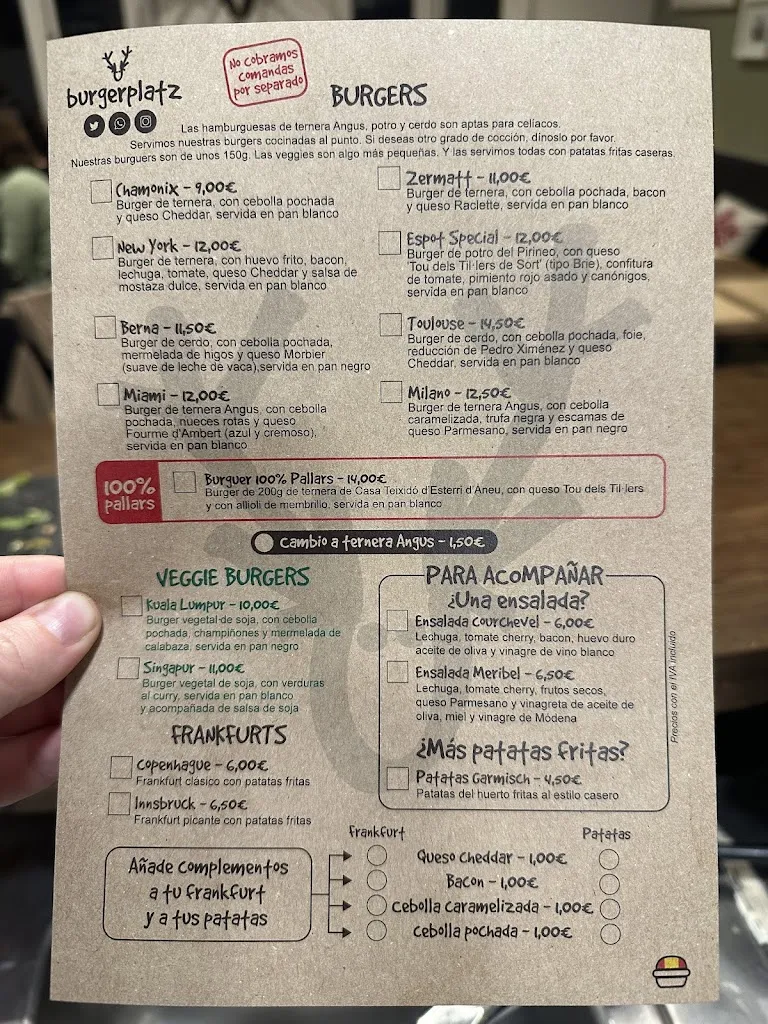 burgerplatz
No cobramos
comandas
por separado
BURGERS
Las hamburguesas de ternera Angus, potro y cerdo son aptas para celíacos.
Servimos nuestras burgers cocinadas al punto. Si deseas otro grado de cocción, dínoslo por favor.
Nuestras burguers son de unos 150g. Las veggies son algo más pequeñas. Y las servimos todas con patatas fritas caseras.
Chamonix - 9,00€
Burger de ternera, con cebolla pochada
y queso Cheddar, servida en pan blanco
New York - 12,00€
Burger de ternera, con huevo frito, bacon,
lechuga, tomate, queso Cheddar y salsa de
mostaza dulce, servida en pan blanco
Berna - 11,50€
Burger de cerdo, con cebolla pochada,
mermelada de higos y queso Morbier
(suave de leche de vaca),servida en pan negro
Miami - 12,00€
Burger de ternera Angus, con cebolla
pochada, nueces rotas y queso
Fourme d'Ambert (azul y cremoso),
servida en pan blanco
Zermatt - 11,00€
Burger de ternera, con cebolla pochada, bacon
y queso Raclette, servida en pan blanco
Espot Special - 12,00€
Burger de potro del Pirineo, con queso
'Tou dels Til·lers de Sort' (tipo Brie), confitura
de tomate, pimiento rojo asado y canónigos,
servida en pan blanco
Toulouse - 14,50€
Burger de cerdo, con cebolla pochada, foie,
reducción de Pedro Ximénez y queso
Cheddar, servida en pan blanco
Milano - 12,50€
Burger de ternera Angus, con cebolla
caramelizada, trufa negra y escamas de
queso Parmesano, servida en pan negro
100%
pallars
Burguer 100% Pallars - 14,00€
Burger de 200g de ternera de Casa Teixidó d'Esterri d'Àneu, con queso Tou dels Til·lers
y con allioli de membrillo, servida en pan blanco
Cambio a ternera Angus - 1,50€
VEGGIE BURGERS
Kuala Lumpur - 10,00€
Burger vegetal de soja, con cebolla
pochada, champiñones y mermelada de
calabaza, servida en pan negro
Singapur - 11,00€
Burger vegetal de soja, con verduras
al curry, servida en pan blanco
y acompañada de salsa de soja
FRANKFURTS
Copenhague - 6,00€
Frankfurt clásico con patatas fritas
Innsbruck - 6,50€
Frankfurt picante con patatas fritas
PARA ACOMPAÑAR
¿Una ensalada?
Ensalada Courchevel - 6,00€
Lechuga, tomate cherry, bacon, huevo duro
aceite de oliva y vinagre de vino blanco
Ensalada Meribel - 6,50€
Lechuga, tomate cherry, frutos secos,
queso Parmesano y vinagreta de aceite de
oliva, miel y vinagre de Módena
¿Más patatas fritas?
Patatas Garmisch - 4,50€
Patatas del huerto fritas al estilo casero
Precios con el IVA incluido
Añade complementos
a tu frankfurt
y a tus patatas
Frankfurt
Patatas
Queso Cheddar - 1,00€
Bacon - 1,00€
Cebolla caramelizada - 1,00€
Cebolla pochada - 1,00€